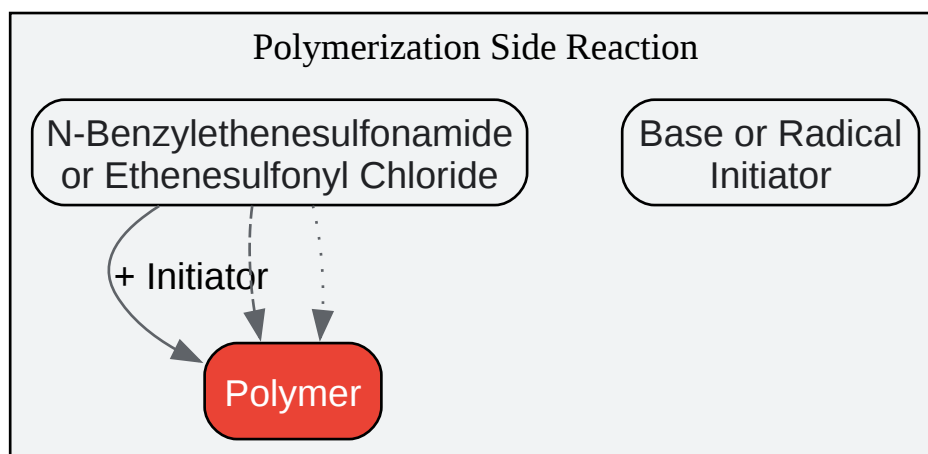 Polymerization Side Reaction
N-Benzylethenesulfonamide
or Ethenesulfonyl Chloride
Base or Radical
Initiator
+ Initiator
Polymer